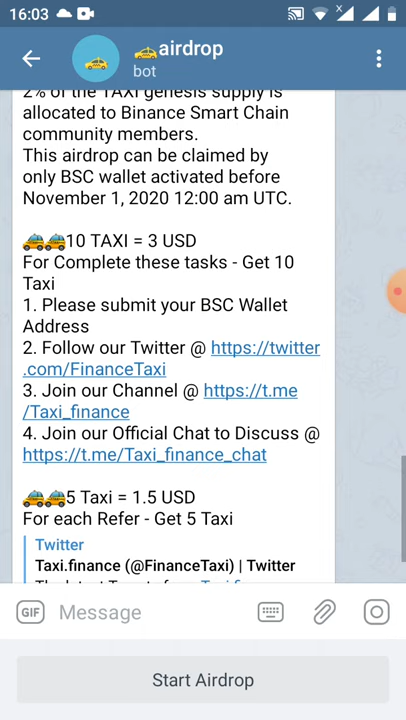 16:03
airdrop
bot
2% of the TAXI genesis supply is
allocated to Binance Smart Chain
community members.
This airdrop can be claimed by
only BSC wallet activated before
November 1, 2020 12:00 am UTC.
🚖🚖10 TAXI = 3 USD
For Complete these tasks - Get 10
Taxi
1. Please submit your BSC Wallet
Address
2. Follow our Twitter @ https://twitter
.com/FinanceTaxi
3. Join our Channel @ https://t.me
/Taxi_finance
4. Join our Official Chat to Discuss @
https://t.me/Taxi_finance_chat
🚖🚖5 Taxi = 1.5 USD
For each Refer - Get 5 Taxi
Twitter
Taxi.finance (@FinanceTaxi) | Twitter
GIF Message
Start Airdrop